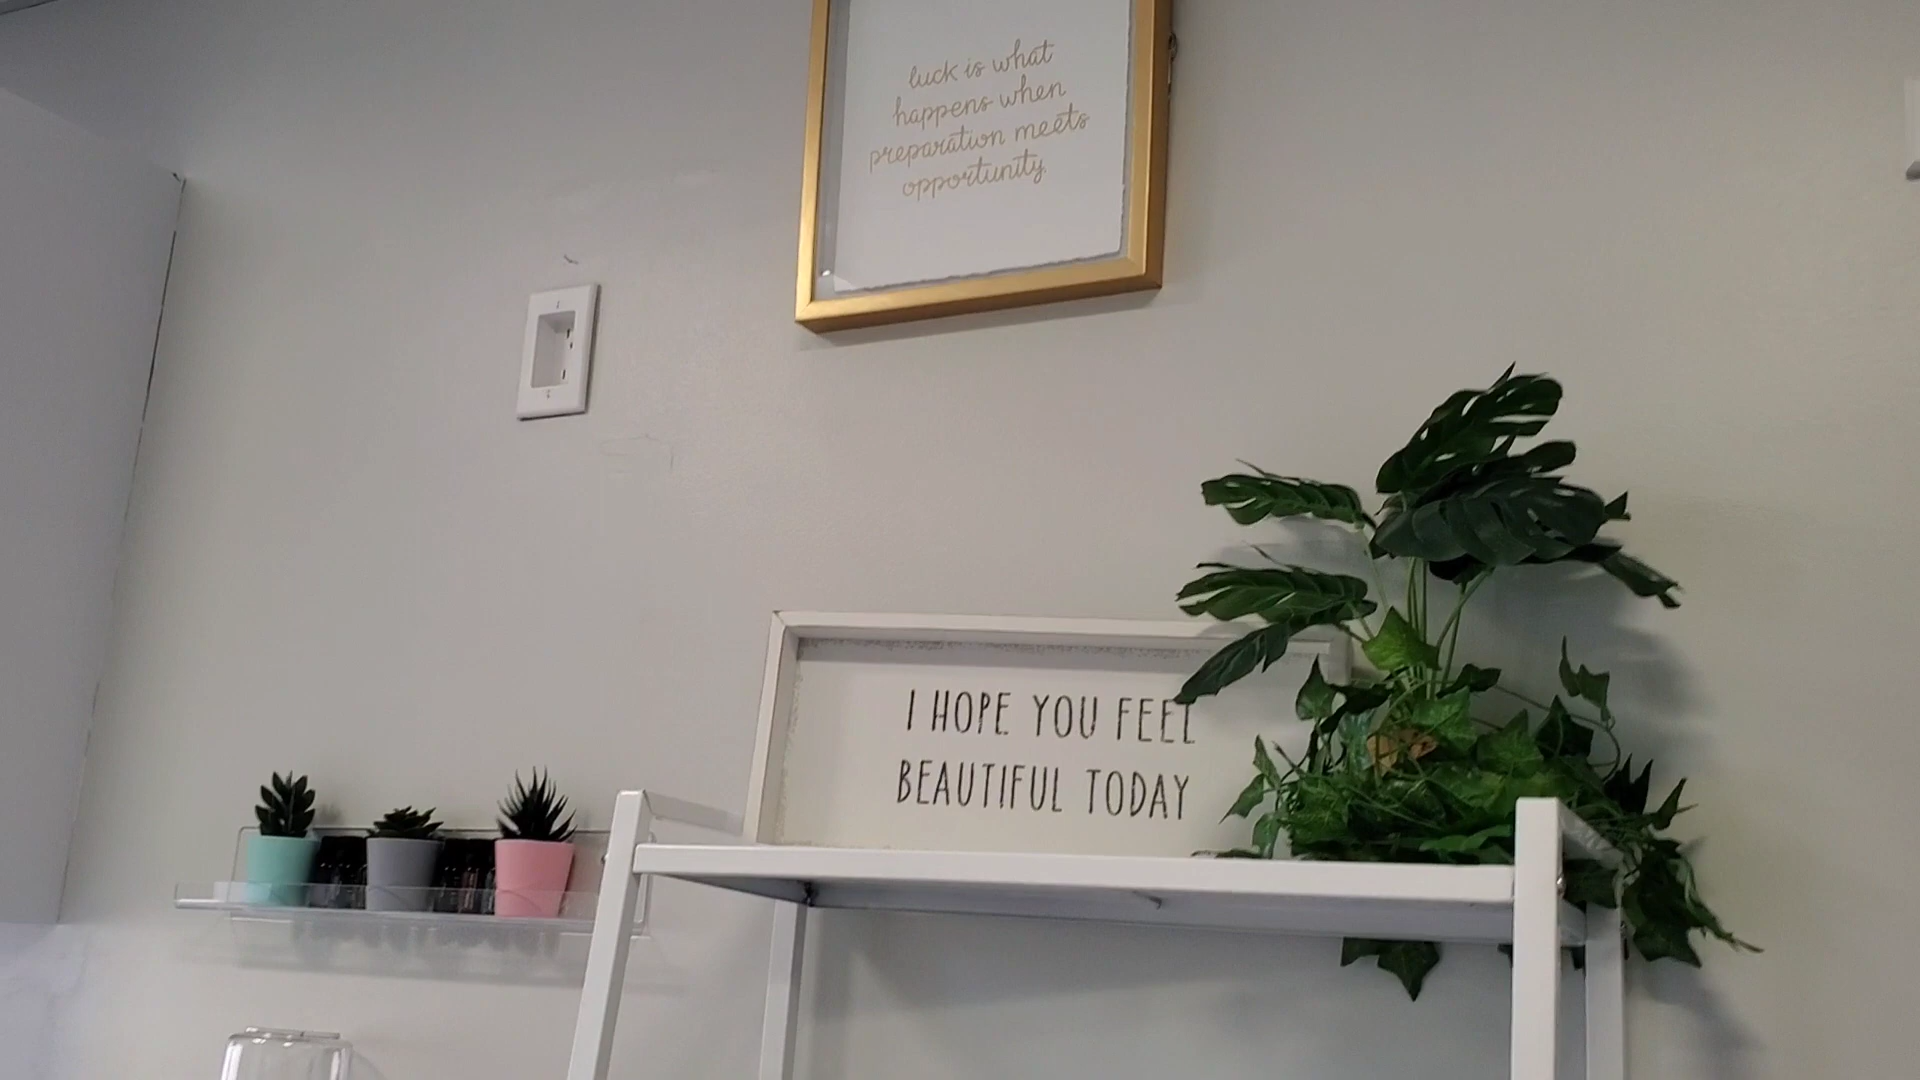 luck is what
happens when
preparation meets
opportunity.
I HOPE YOU FEEL
BEAUTIFUL TODAY